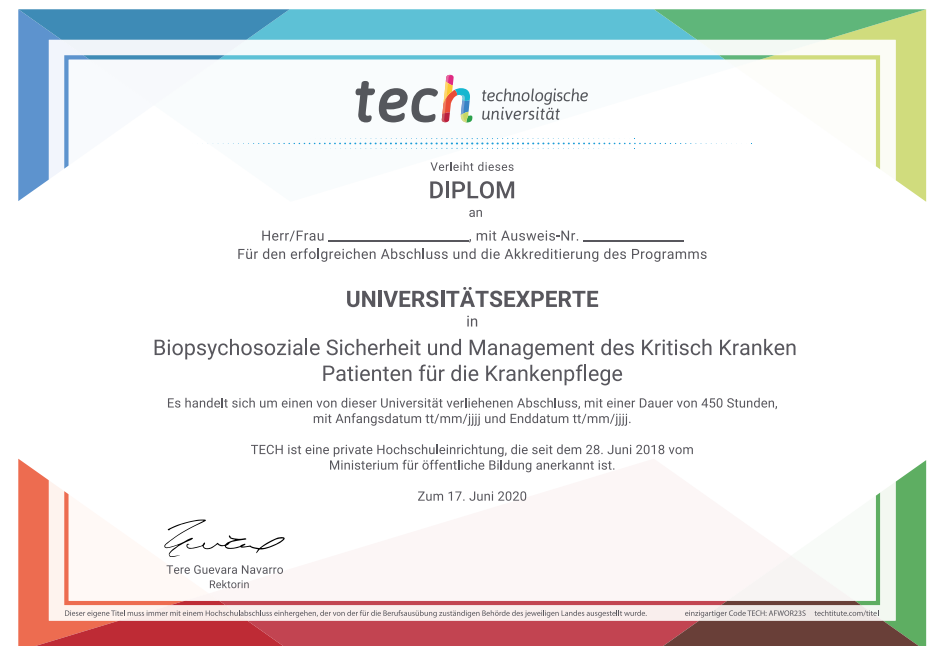 tech technologische
universität
Verleiht dieses
DIPLOM
an
Herr/Frau ____________, mit Ausweis-Nr. ____________
Für den erfolgreichen Abschluss und die Akkreditierung des Programms
UNIVERSITÄTSEXPERTE
in
Biopsychosoziale Sicherheit und Management des Kritisch Kranken
Patienten für die Krankenpflege
Es handelt sich um einen von dieser Universität verliehenen Abschluss, mit einer Dauer von 450 Stunden,
mit Anfangsdatum tt/mm/jjjj und Enddatum tt/mm/jjjj.
TECH ist eine private Hochschuleinrichtung, die seit dem 28. Juni 2018 vom
Ministerium für öffentliche Bildung anerkannt ist.
Zum 17. Juni 2020
Tere Guevara Navarro
Rektorin
Dieser eigene Titel muss immer mit einem Hochschulabschluss einhergehen, der von der für die Berufsausübung zuständigen Behörde des jeweiligen Landes ausgestellt wurde. einzigartiger Code TECH: AFWOR23S techtitute.com/titel